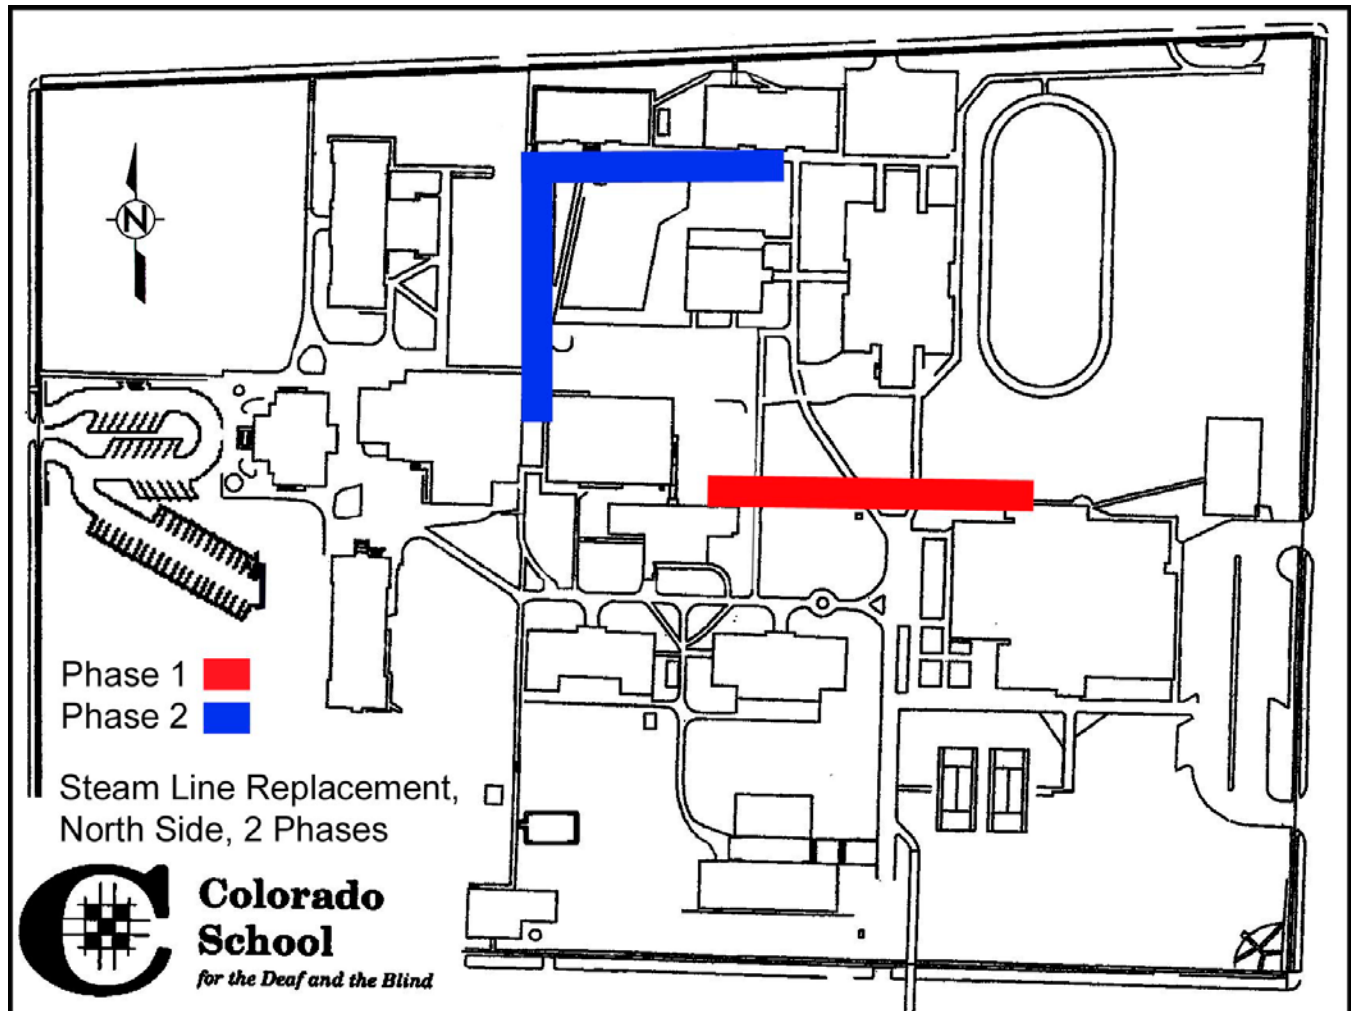 N
Phase 1
Phase 2
Steam Line Replacement,
North Side, 2 Phases
C
Colorado
School
for the Deaf and the Blind